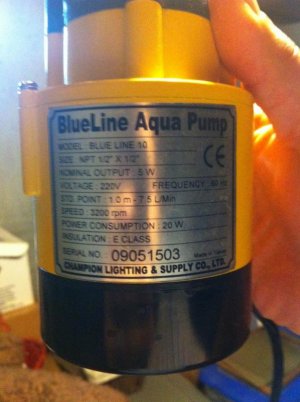 BlueLine Aqua Pump
MODEL : BLUE LINE 10
SIZE : NPT 1/2" X 1/2"
CE
NOMINAL OUTPUT : 5 W
VOLTAGE : 220V FREQUENCY : 60 Hz
STD. POINT : 1.0 m - 7.5 L/Min
SPEED : 3200 rpm
POWER CONSUMPTION : 20 W
INSULATION : E CLASS
SERIAL NO. : 09051503 Made in Taiwan
CHAMPION LIGHTING & SUPPLY CO., LTD.